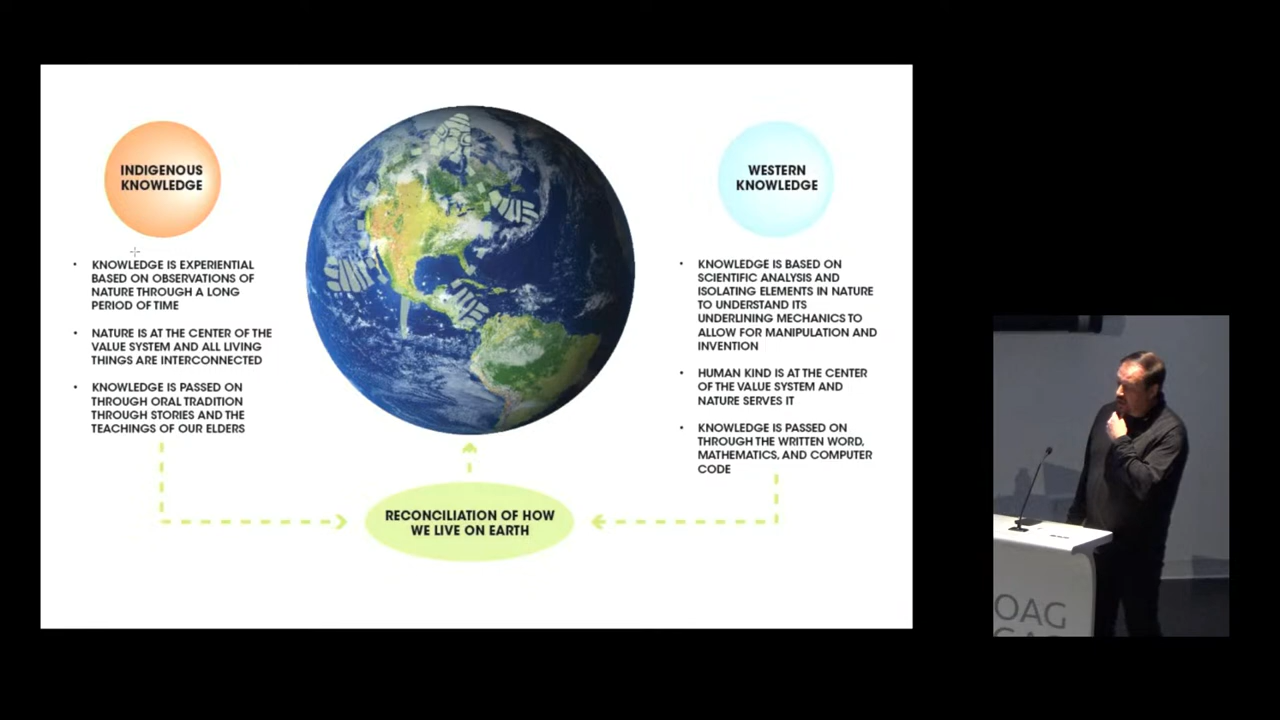 INDIGENOUS
KNOWLEDGE
• KNOWLEDGE IS EXPERIENTIAL
BASED ON OBSERVATIONS OF
NATURE THROUGH A LONG
PERIOD OF TIME
• NATURE IS AT THE CENTER OF THE
VALUE SYSTEM AND ALL LIVING
THINGS ARE INTERCONNECTED
• KNOWLEDGE IS PASSED ON
THROUGH ORAL TRADITION
THROUGH STORIES AND THE
TEACHINGS OF OUR ELDERS
WESTERN
KNOWLEDGE
• KNOWLEDGE IS BASED ON
SCIENTIFIC ANALYSIS AND
ISOLATING ELEMENTS IN NATURE
TO UNDERSTAND ITS
UNDERLINING MECHANICS TO
ALLOW FOR MANIPULATION AND
INVENTION
• HUMAN KIND IS AT THE CENTER
OF THE VALUE SYSTEM AND
NATURE SERVES IT
• KNOWLEDGE IS PASSED ON
THROUGH THE WRITTEN WORD,
MATHEMATICS, AND COMPUTER
CODE
RECONCILIATION OF HOW
WE LIVE ON EARTH
OAG